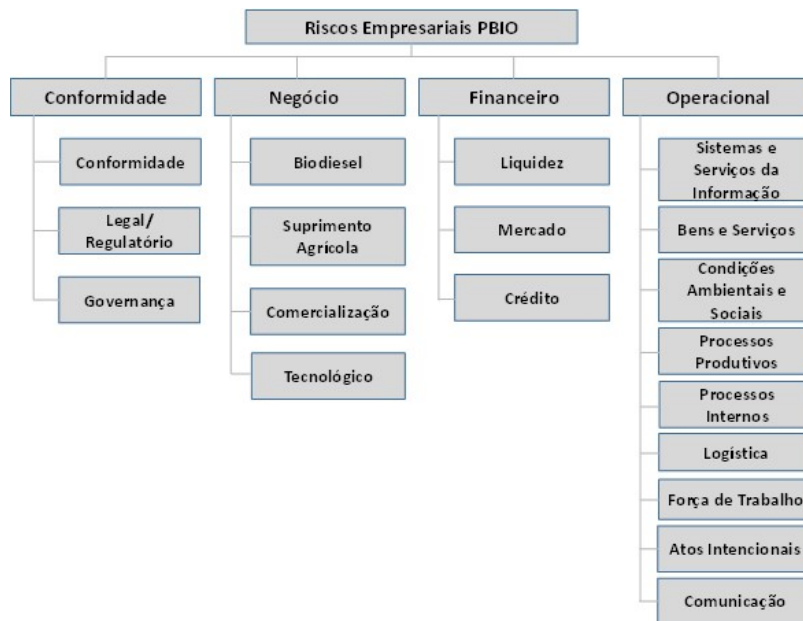 Riscos Empresariais PBIO
Conformidade
Negócio
Financeiro
Operacional
Conformidade
Legal/
Regulatório
Governança
Biodiesel
Suprimento
Agrícola
Comercialização
Tecnológico
Liquidez
Mercado
Crédito
Sistemas e
Serviços da
Informação
Bens e Serviços
Condições
Ambientais e
Sociais
Processos
Produtivos
Processos
Internos
Logística
Força de Trabalho
Atos Intencionais
Comunicação